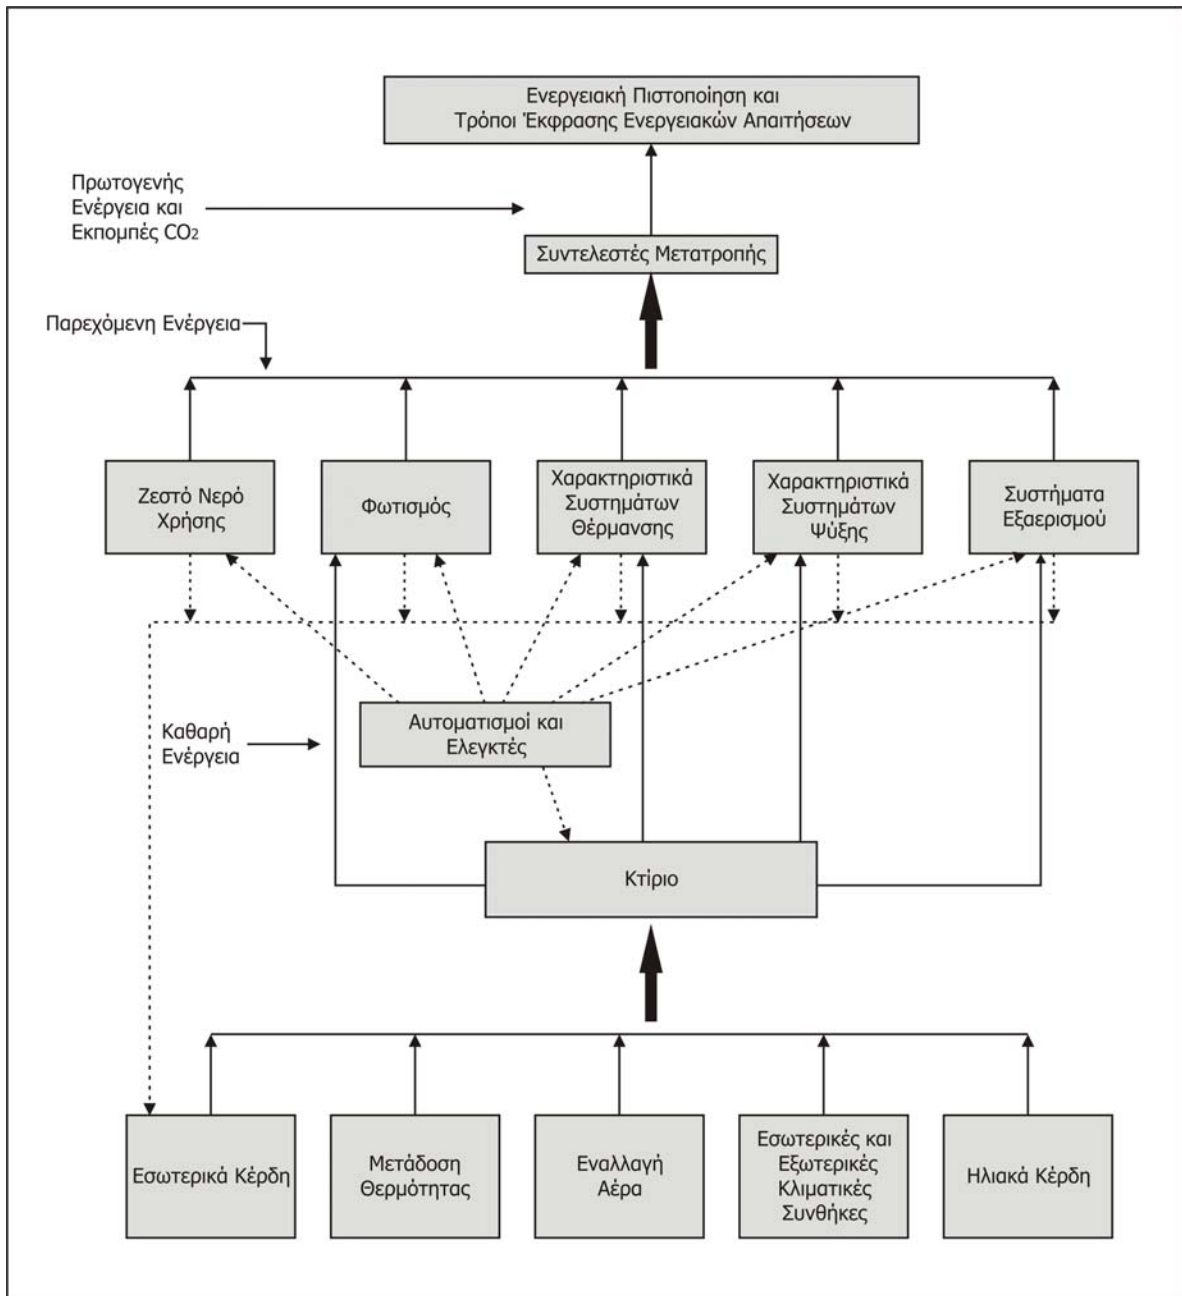 Ενεργειακή Πιστοποίηση και
Τρόποι Έκφρασης Ενεργειακών Απαιτήσεων
Πρωτογενής
Ενέργεια και
Εκπομπές CO2
Συντελεστές Μετατροπής
Παρεχόμενη Ενέργεια
Ζεστό Νερό
Χρήσης
Φωτισμός
Χαρακτηριστικά
Συστημάτων
Θέρμανσης
Χαρακτηριστικά
Συστημάτων
Ψύξης
Συστήματα
Εξαερισμού
Αυτοματισμοί και
Ελεγκτές
Καθαρή
Ενέργεια
Κτίριο
Εσωτερικά Κέρδη
Μετάδοση
Θερμότητας
Εναλλαγή
Αέρα
Εσωτερικές και
Εξωτερικές
Κλιματικές
Συνθήκες
Ηλιακά Κέρδη